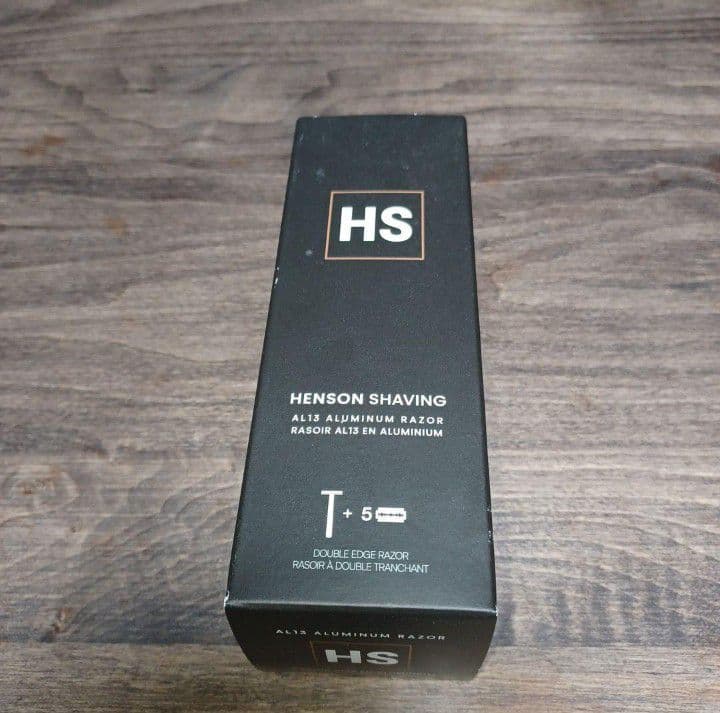 HS
HENSON SHAVING
AL13 ALUMINUM RAZOR
RASOIR AL13 EN ALUMINIUM
+ 5
DOUBLE EDGE RAZOR
RASOIR À DOUBLE TRANCHANT
AL13 ALUMINUM RAZOR
HS